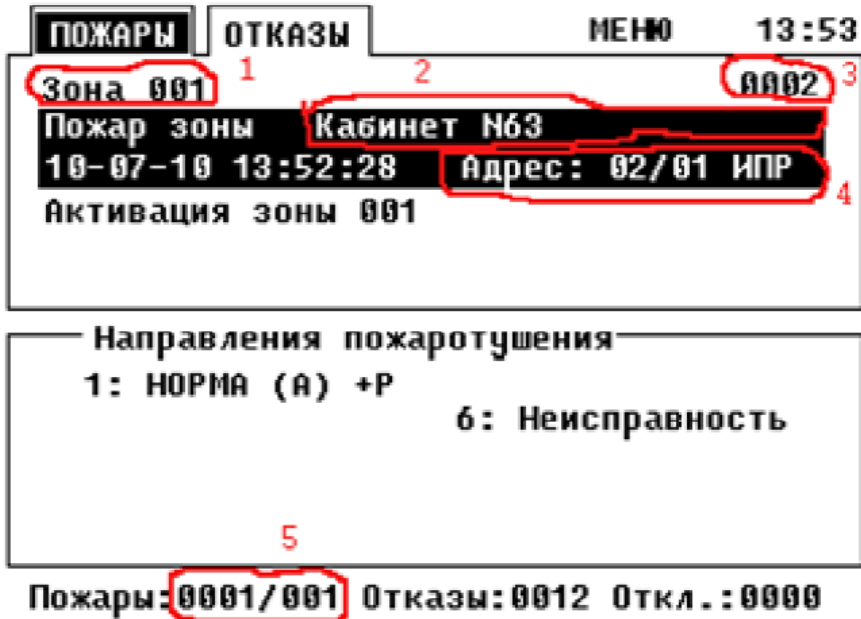 ПОЖАРЫ ОТКАЗЫ МЕНЮ 13:53
Зона 001 1 2 0002 3
Пожар зоны Кабинет N63
10-07-10 13:52:28 Адрес: 02/01 ИПР 4
Активация зоны 001
Направления пожаротушения
1: НОРМА (А) +Р
6: Неисправность
5
Пожары:0001/001 Отказы:0012 Откл.:0000